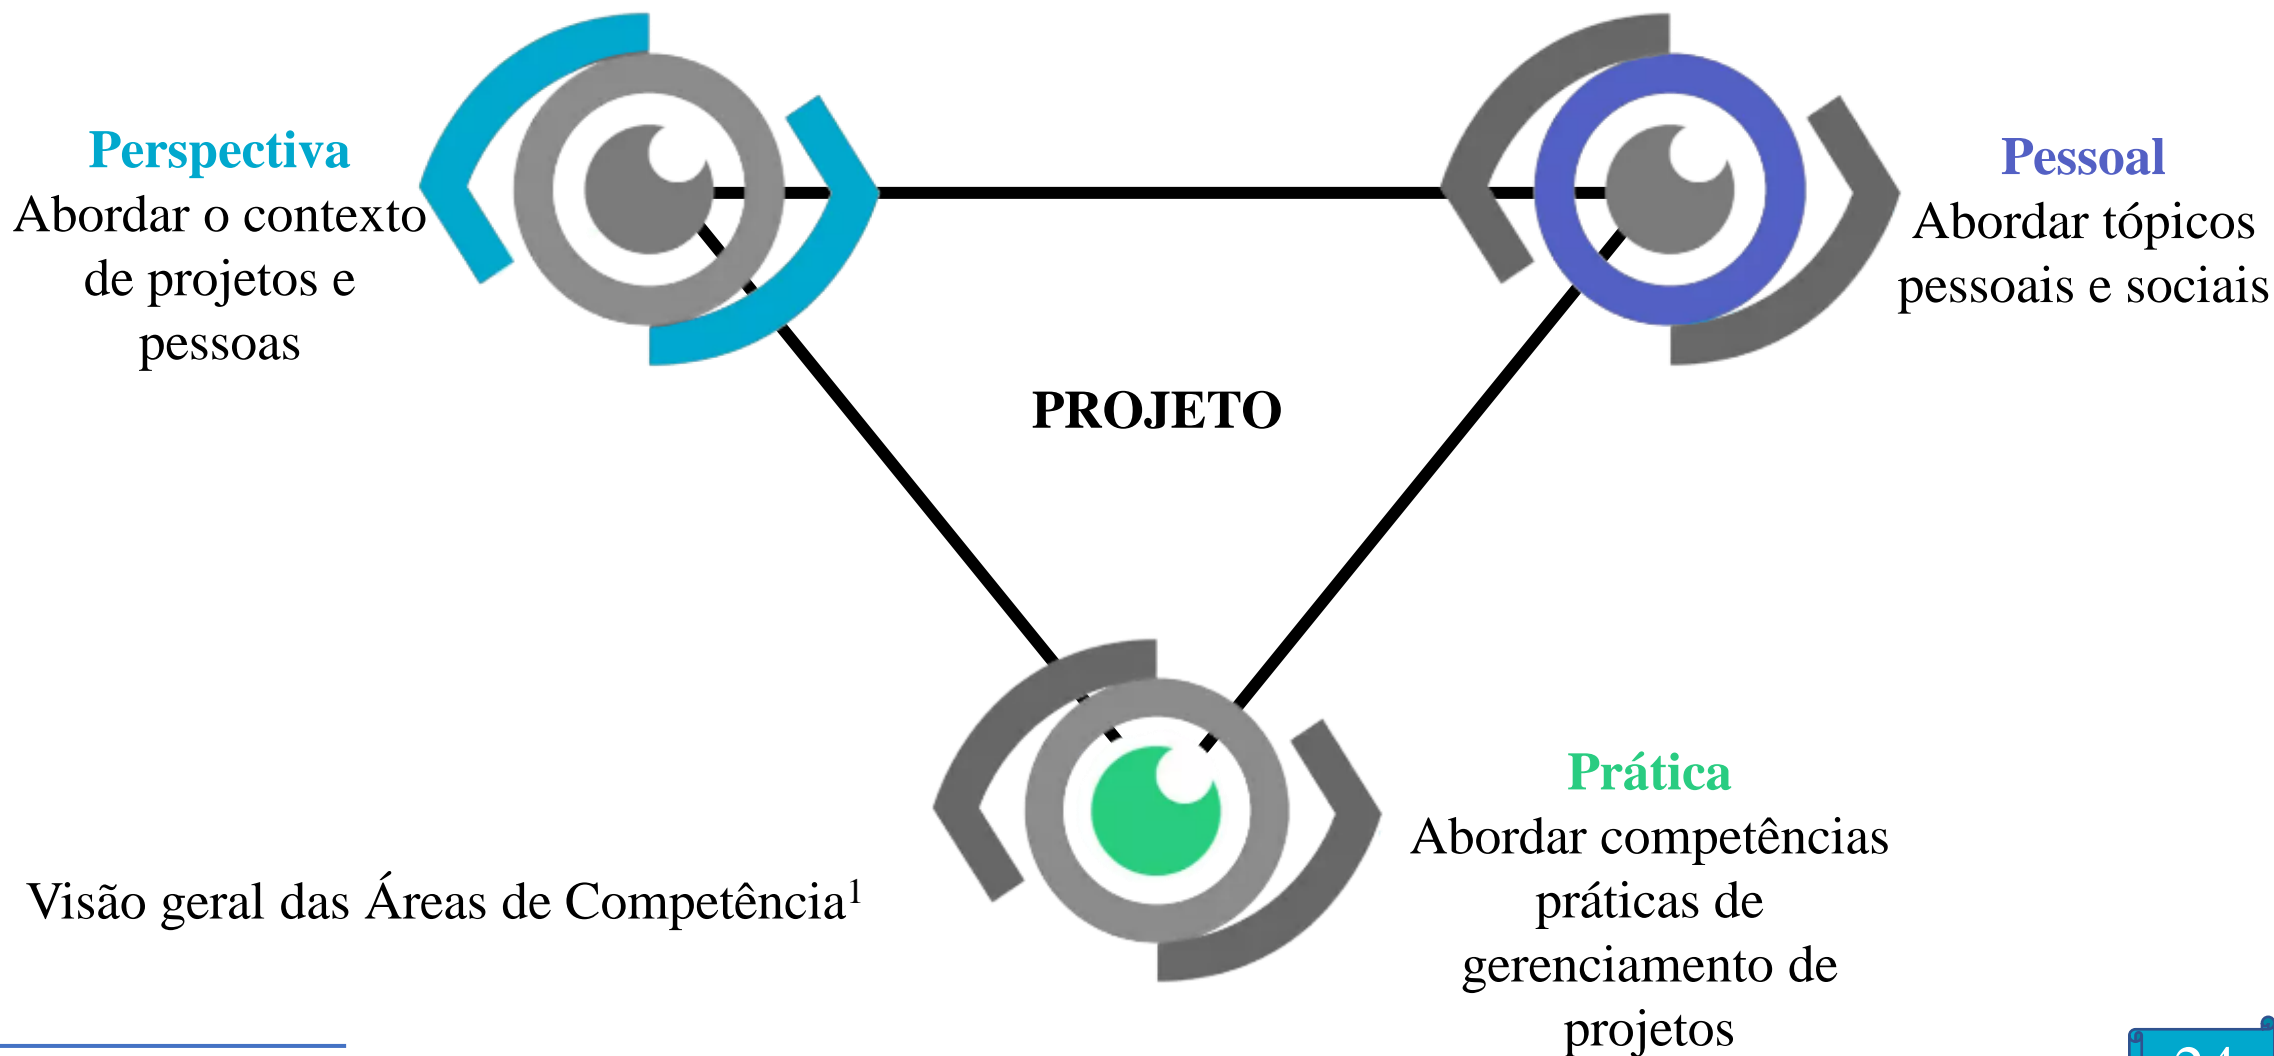 Perspectiva
Abordar o contexto
de projetos e
pessoas
Pessoal
Abordar tópicos
pessoais e sociais
PROJETO
Prática
Abordar competências
práticas de
gerenciamento de
projetos
Visão geral das Áreas de Competência¹